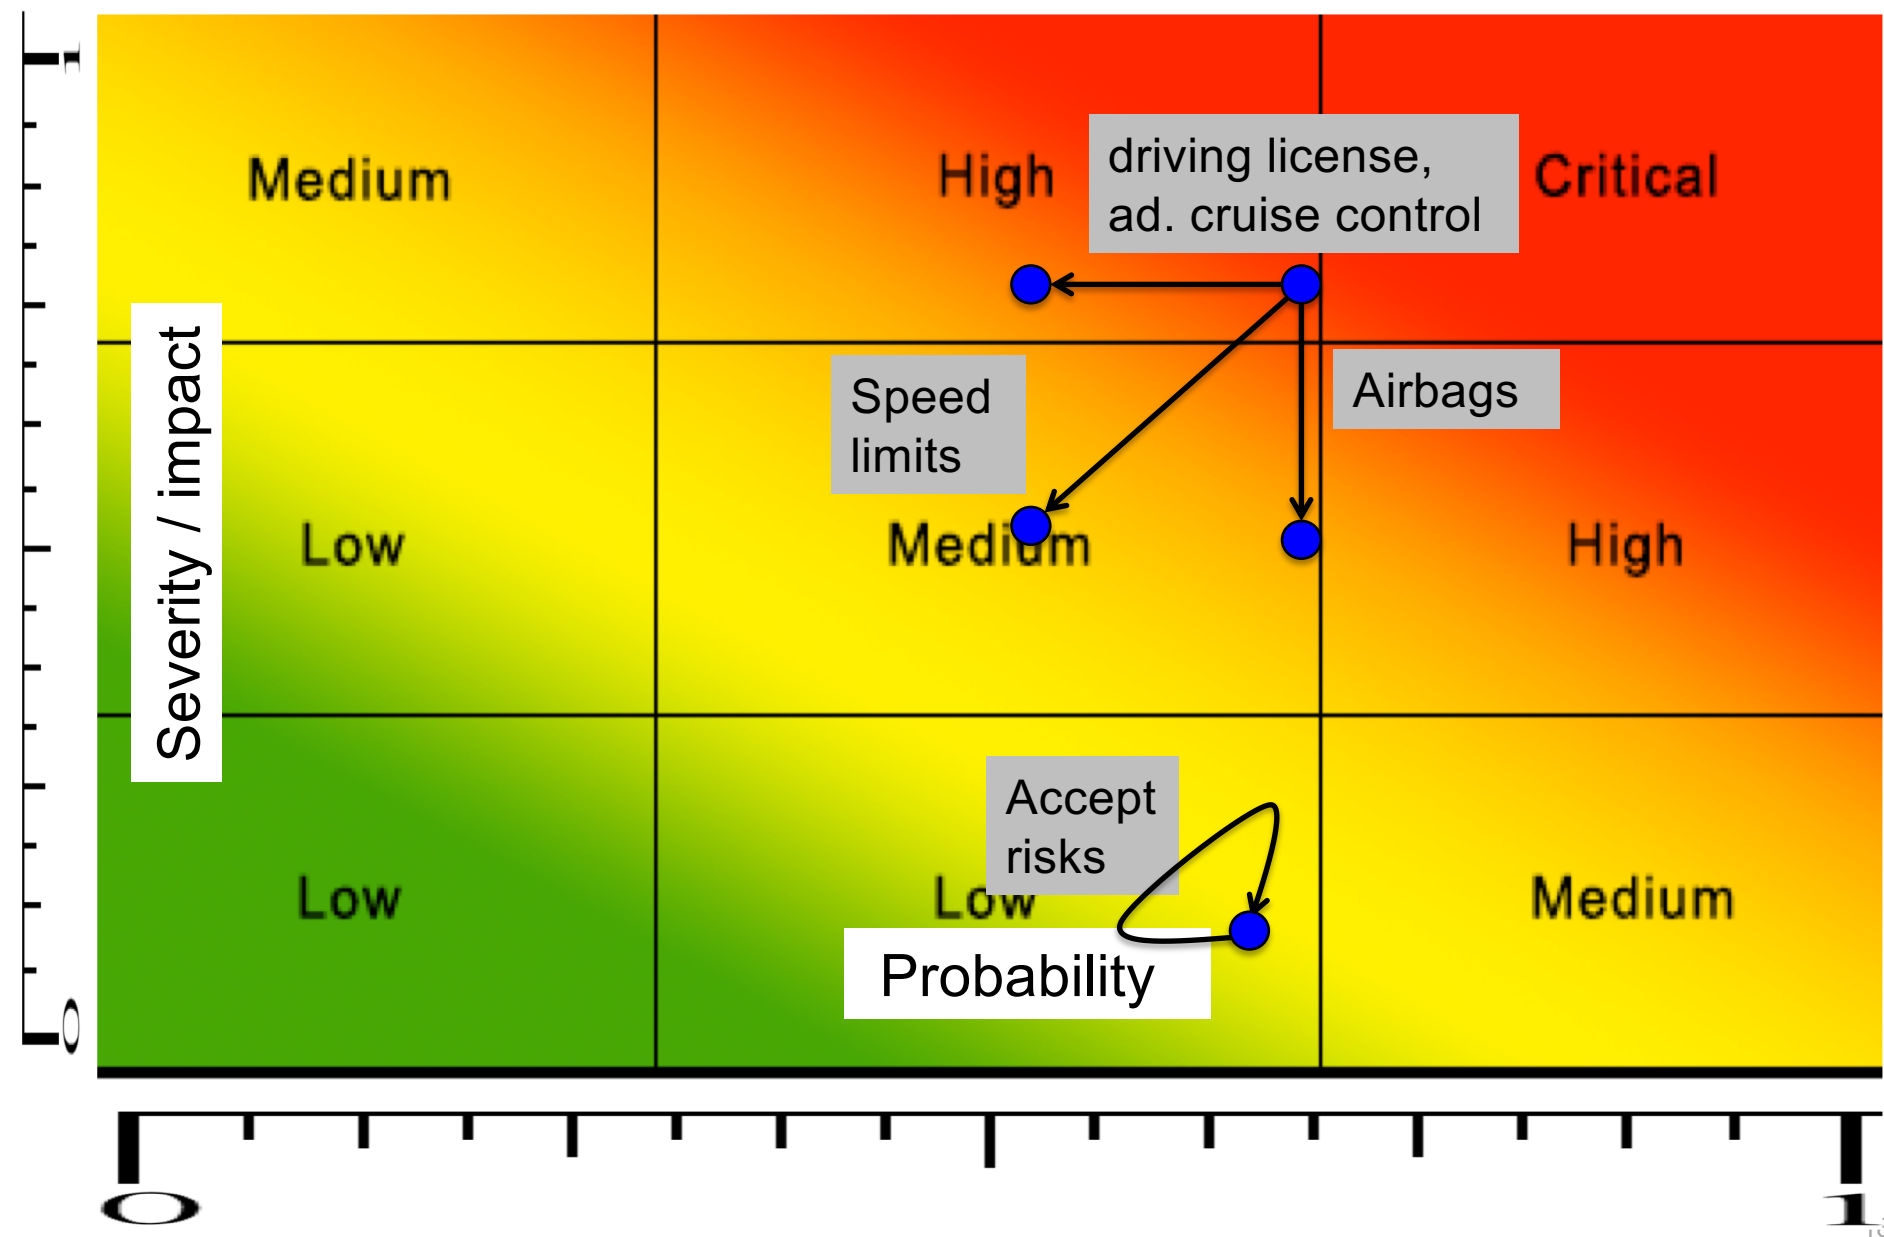 1
Medium
High
driving license,
ad. cruise control
Critical
Severity / impact
Speed
limits
Airbags
Low
Medium
High
Accept
risks
Low
Low
Medium
Probability
0
0
1